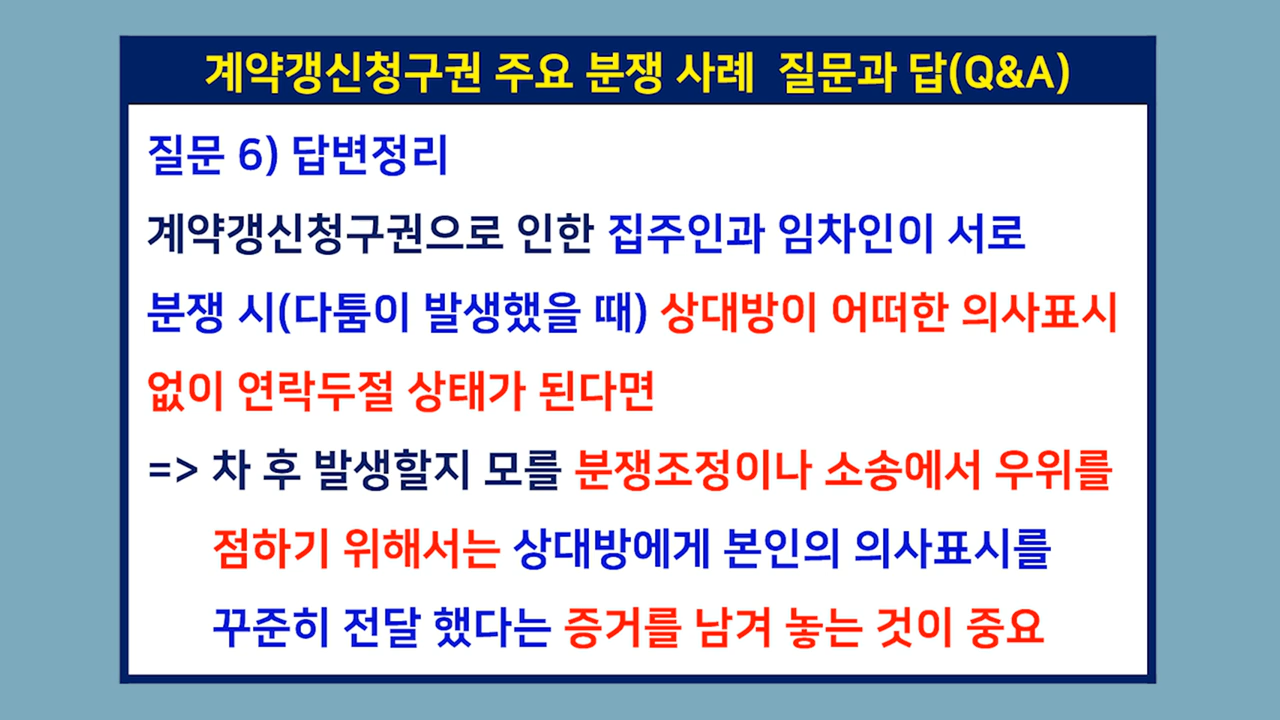 계약갱신청구권 주요 분쟁 사례 질문과 답(Q&A)
질문 6) 답변정리
계약갱신청구권으로 인한 집주인과 임차인이 서로
분쟁 시(다툼이 발생했을 때) 상대방이 어떠한 의사표시
없이 연락두절 상태가 된다면
=> 차 후 발생할지 모를 분쟁조정이나 소송에서 우위를
점하기 위해서는 상대방에게 본인의 의사표시를
꾸준히 전달 했다는 증거를 남겨 놓는 것이 중요